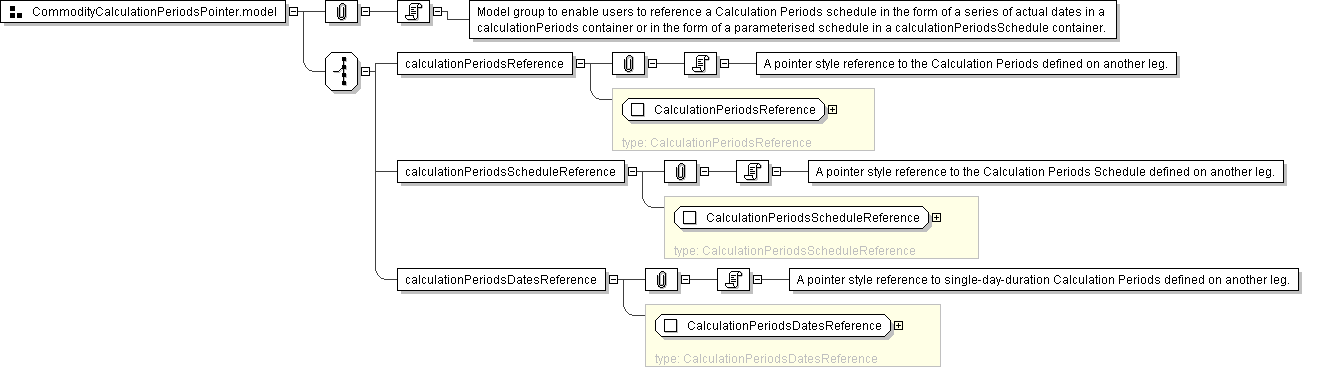 CommodityCalculationPeriodsPointer.model
Model group to enable users to reference a Calculation Periods schedule in the form of a series of actual dates in a
calculationPeriods container or in the form of a parameterised schedule in a calculationPeriodsSchedule container.
calculationPeriodsReference
A pointer style reference to the Calculation Periods defined on another leg.
CalculationPeriodsReference
type: CalculationPeriodsReference
calculationPeriodsScheduleReference
A pointer style reference to the Calculation Periods Schedule defined on another leg.
CalculationPeriodsScheduleReference
type: CalculationPeriodsScheduleReference
calculationPeriodsDatesReference
A pointer style reference to single-day-duration Calculation Periods defined on another leg.
CalculationPeriodsDatesReference
type: CalculationPeriodsDatesReference